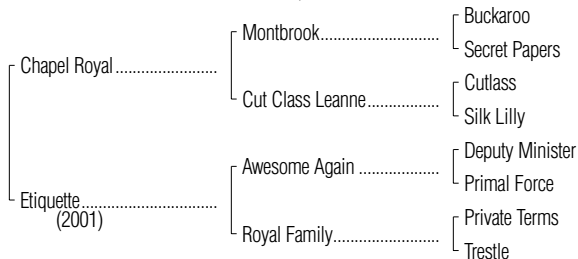 Buckaroo
Montbrook....................................
Secret Papers
Chapel Royal........................
Cutlass
Cut Class Leanne.....................
Silk Lilly
Deputy Minister
Awesome Again ......................
Primal Force
Etiquette................................
(2001)
Private Terms
Royal Family..............................
Trestle